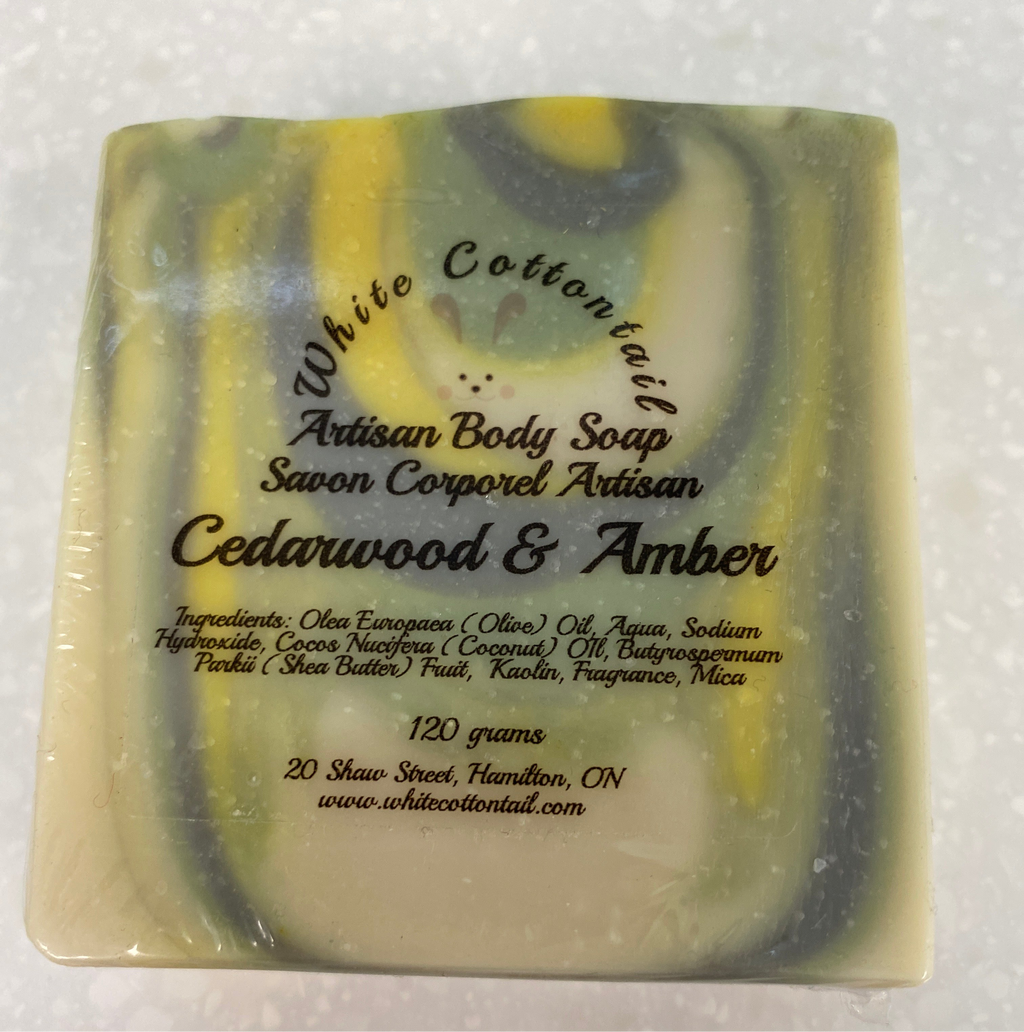 White Cottontail
Artisan Body Soap
Savon Corporel Artisan
Cedarwood & Amber
Ingredients: Olea Europaea (Olive) Oil, Aqua, Sodium
Hydroxide, Cocos Nucifera (Coconut) OIl, Butyrospermum
Parkii (Shea Butter) Fruit, Kaolin, Fragrance, Mica
120 grams
20 Shaw Street, Hamilton, ON
www.whitecottontail.com